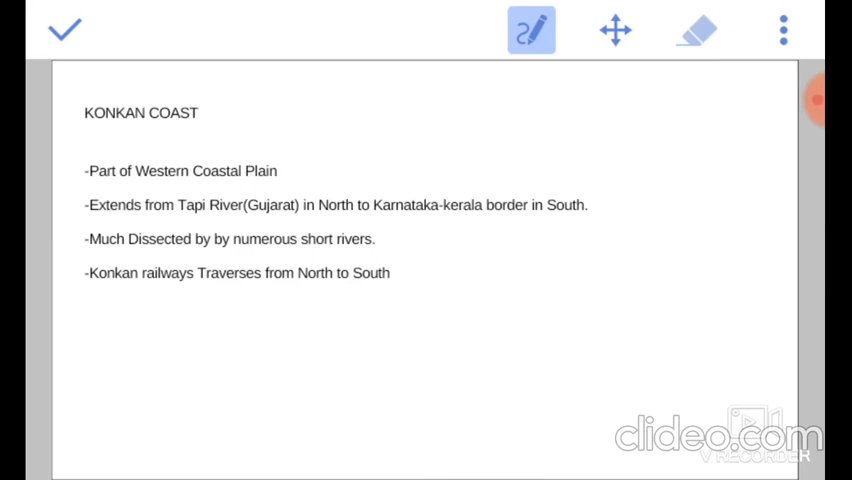 KONKAN COAST
-Part of Western Coastal Plain
-Extends from Tapi River(Gujarat) in North to Karnataka-kerala border in South.
-Much Dissected by by numerous short rivers.
-Konkan railways Traverses from North to South
clideo.com
V RECORDER